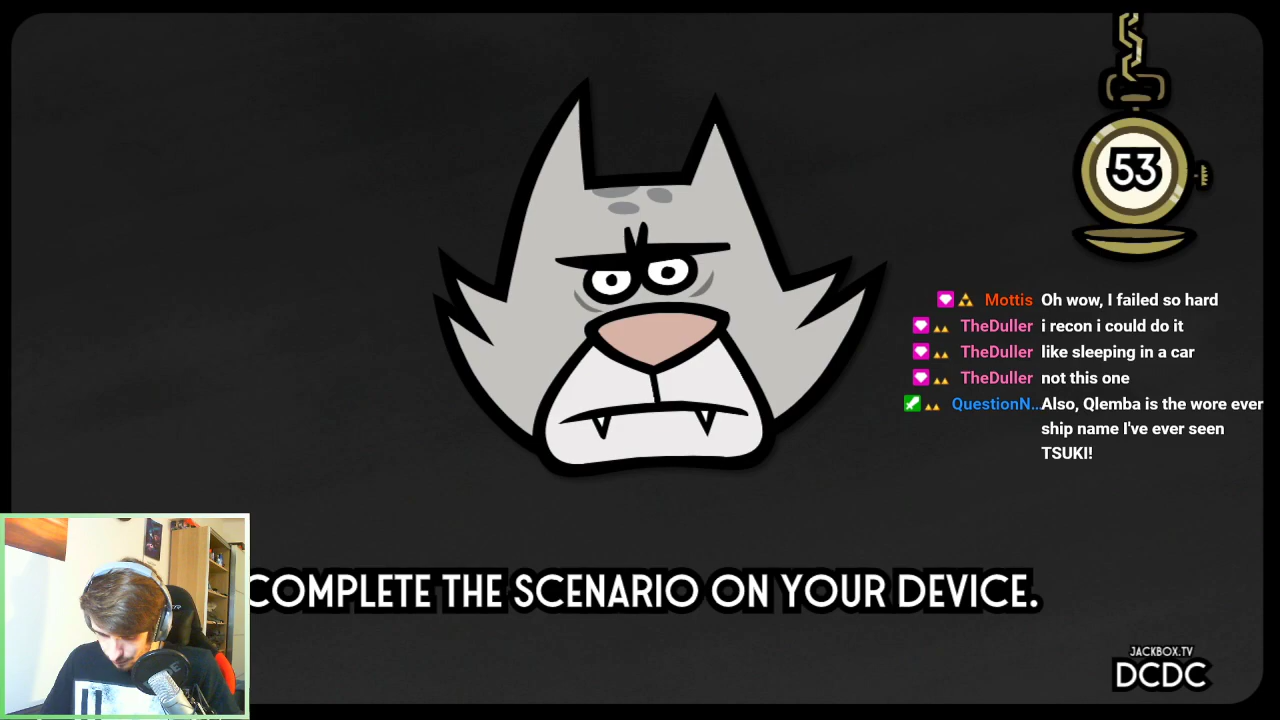 53
Mottis Oh wow, I failed so hard
TheDuller i recon i could do it
TheDuller like sleeping in a car
TheDuller not this one
QuestionN... Also, Qlemba is the wore ever
ship name I've ever seen
TSUKI!
COMPLETE THE SCENARIO ON YOUR DEVICE.
JACKBOX.TV
DCDC